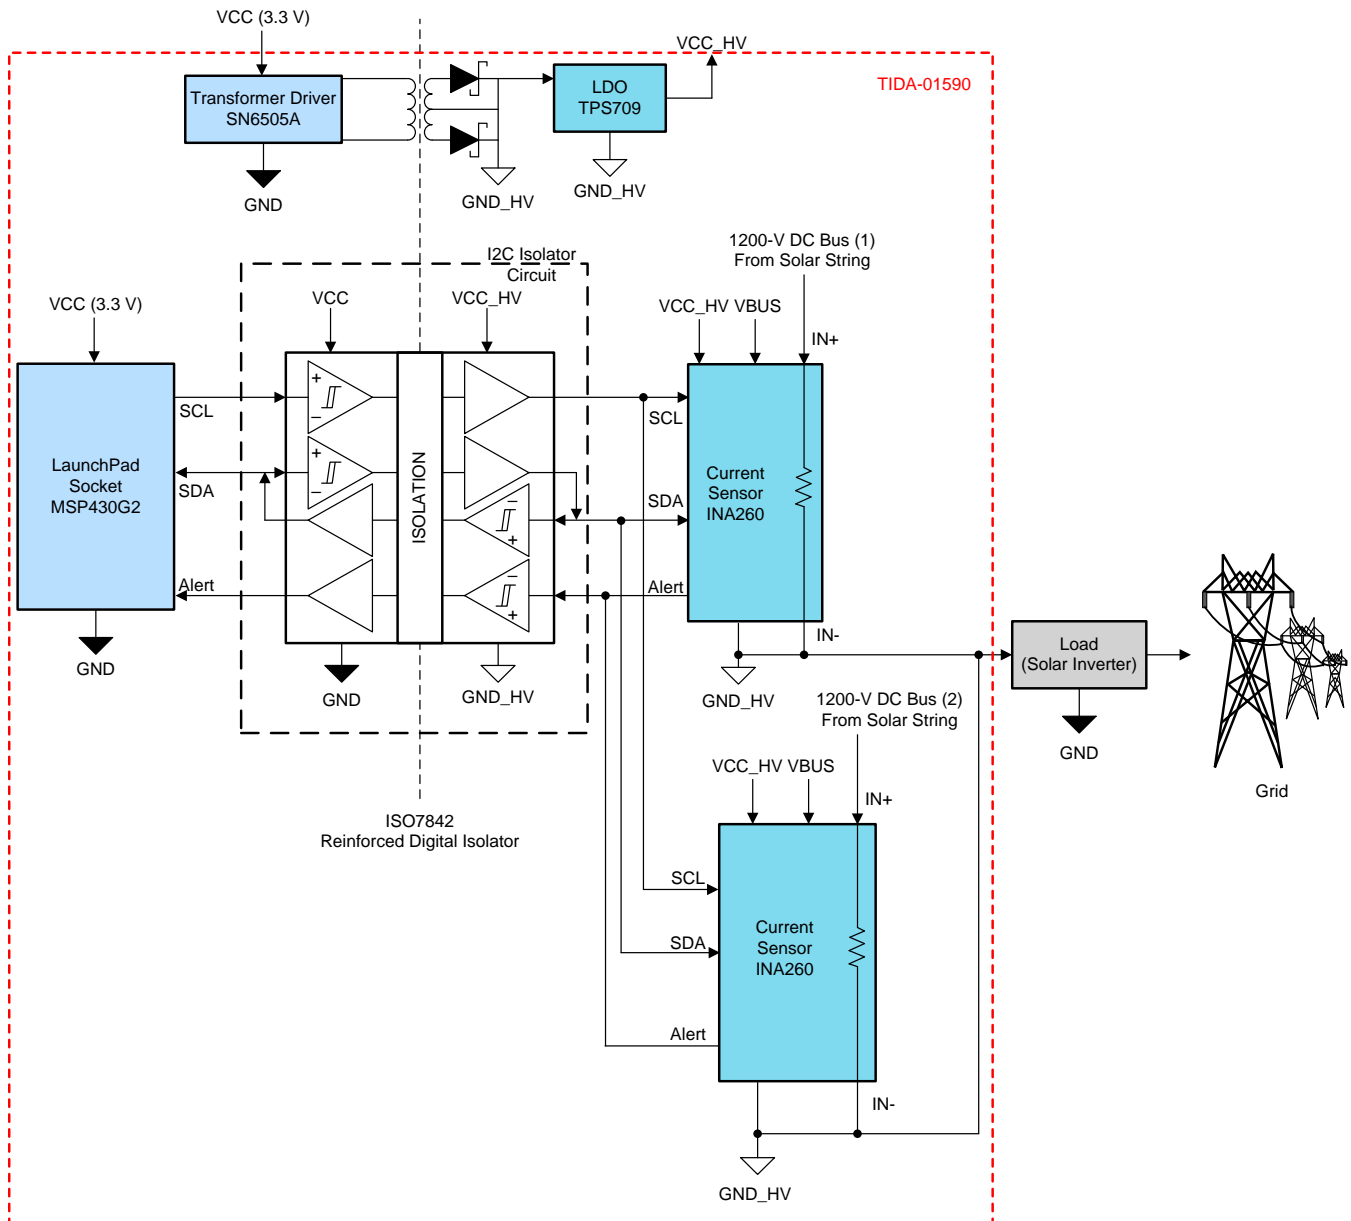 VCC (3.3 V)
VCC_HV
TIDA-01590
Transformer Driver
SN6505A
LDO
TPS709
GND
GND_HV
GND_HV
1200-V DC Bus (1)
From Solar String
I2C Isolator
Circuit
VCC (3.3 V)
VCC
VCC_HV
VCC_HV VBUS
IN+
SCL
SCL
LaunchPad
Socket
MSP430G2
SDA
ISOLATION
SDA
Current
Sensor
INA260
Alert
Alert
IN-
GND
GND
GND_HV
GND_HV
Load
(Solar Inverter)
GND
Grid
1200-V DC Bus (2)
From Solar String
VCC_HV VBUS
IN+
ISO7842
Reinforced Digital Isolator
SCL
SDA
Current
Sensor
INA260
Alert
IN-
GND_HV